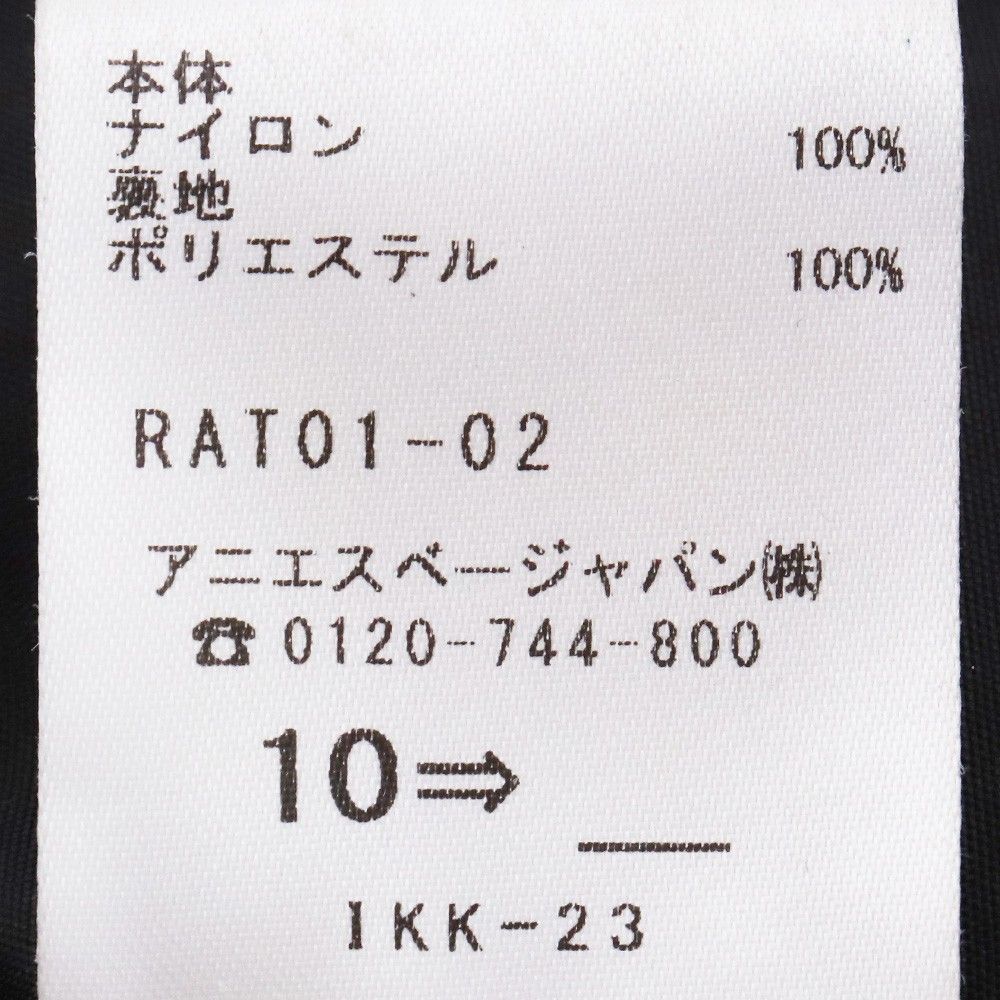 本体
ナイロン 100%
裏地
ポリエステル 100%
RAT01-02
アニエスベージャパン㈱
☎0120-744-800
10⇒
IKK-23